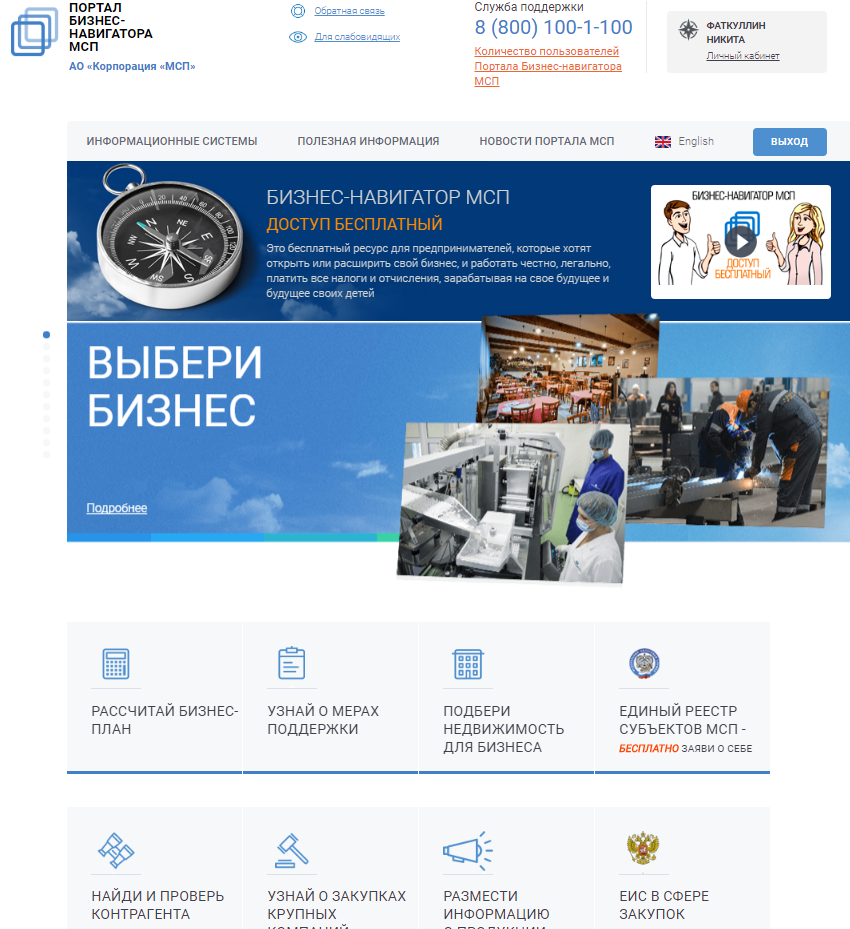 ПОРТАЛ
БИЗНЕС-
НАВИГАТОРА
МСП
АО «Корпорация «МСП»
Обратная связь
Для слабовидящих
Служба поддержки
8 (800) 100-1-100
Количество пользователей
Портала Бизнес-навигатора
МСП
ФАТКУЛЛИН
НИКИТА
Личный кабинет
ИНФОРМАЦИОННЫЕ СИСТЕМЫ
ПОЛЕЗНАЯ ИНФОРМАЦИЯ
НОВОСТИ ПОРТАЛА МСП
English
ВЫХОД
N
NE
E
S
W
NW
БИЗНЕС-НАВИГАТОР МСП
ДОСТУП БЕСПЛАТНЫЙ
Это бесплатный ресурс для предпринимателей, которые хотят
открыть или расширить свой бизнес, и работать честно, легально,
платить все налоги и отчисления, зарабатывая на свое будущее и
будущее своих детей
БИЗНЕС-НАВИГАТОР МСП
ДОСТУП
БЕСПЛАТНЫЙ
ВЫБЕРИ
БИЗНЕС
Подробнее
РАССЧИТАЙ БИЗНЕС-
ПЛАН
УЗНАЙ О МЕРАХ
ПОДДЕРЖКИ
ПОДБЕРИ
НЕДВИЖИМОСТЬ
ДЛЯ БИЗНЕСА
ЕДИНЫЙ РЕЕСТР
СУБЪЕКТОВ МСП -
БЕСПЛАТНО ЗАЯВИ О СЕБЕ
НАЙДИ И ПРОВЕРЬ
КОНТРАГЕНТА
УЗНАЙ О ЗАКУПКАХ
КРУПНЫХ
КОМПАНИЙ
РАЗМЕСТИ
ИНФОРМАЦИЮ
О ПРОДУКЦИИ
ЕИС В СФЕРЕ
ЗАКУПОК